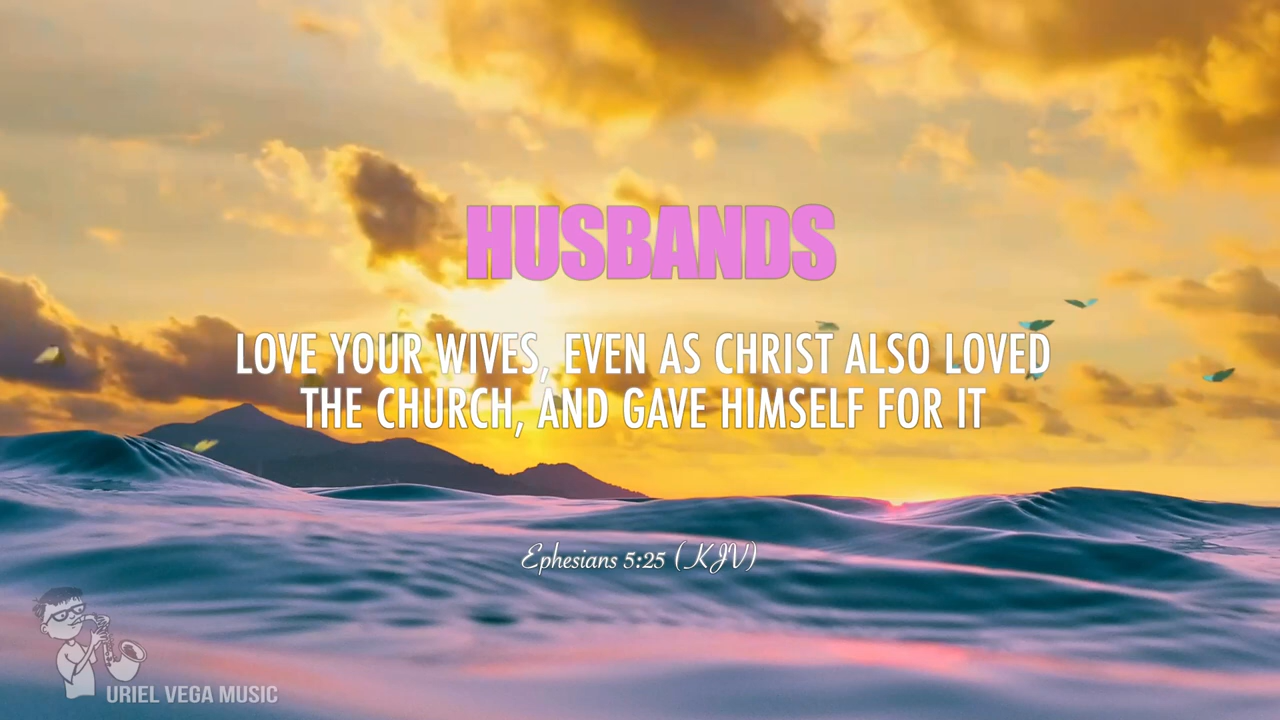 HUSBANDS
LOVE YOUR WIVES, EVEN AS CHRIST ALSO LOVED
THE CHURCH, AND GAVE HIMSELF FOR IT
Ephesians 5:25 (KJV)
URIEL VEGA MUSIC